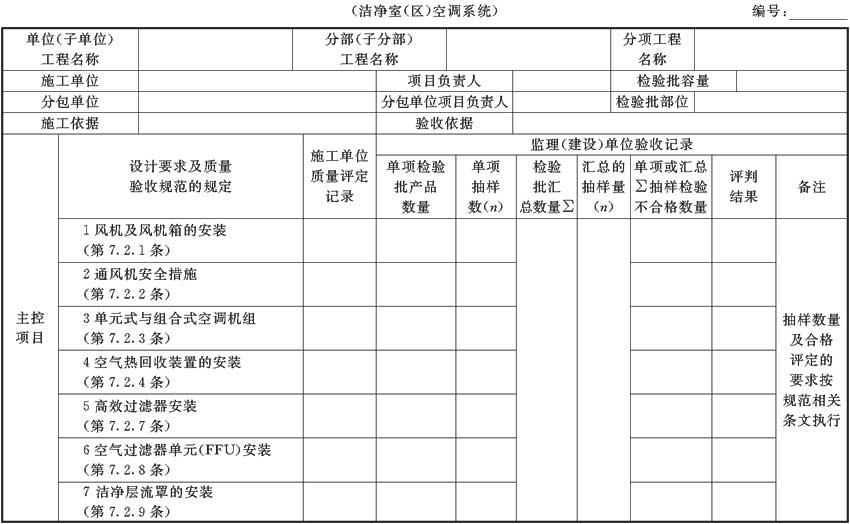 （洁净室(区)空调系统）
编号:
单位(子单位)
工程名称
分部(子分部)
工程名称
分项工程
名称
施工单位
项目负责人
检验批容量
分包单位
分包单位项目负责人
检验批部位
施工依据
验收依据
主控
项目
设计要求及质量
验收规范的规定
施工单位
质量评定
记录
监理(建设)单位验收记录
单项检验
批产品
数量
单项
抽样
数(n)
检验
批汇
总数量Σ
汇总的
抽样量
(n)
单项或汇总
Σ抽样检验
不合格数量
评判
结果
备注
1 风机及风机箱的安装
(第 7.2.1 条)
2 通风机安全措施
(第 7.2.2 条)
3 单元式与组合式空调机组
(第 7.2.3 条)
4 空气热回收装置的安装
(第 7.2.4 条)
5 高效过滤器安装
(第 7.2.7 条)
6 空气过滤器单元(FFU)安装
(第 7.2.8 条)
7 洁净层流罩的安装
(第 7.2.9 条)
抽样数量
及合格
评定的
要求按
规范相关
条文执行